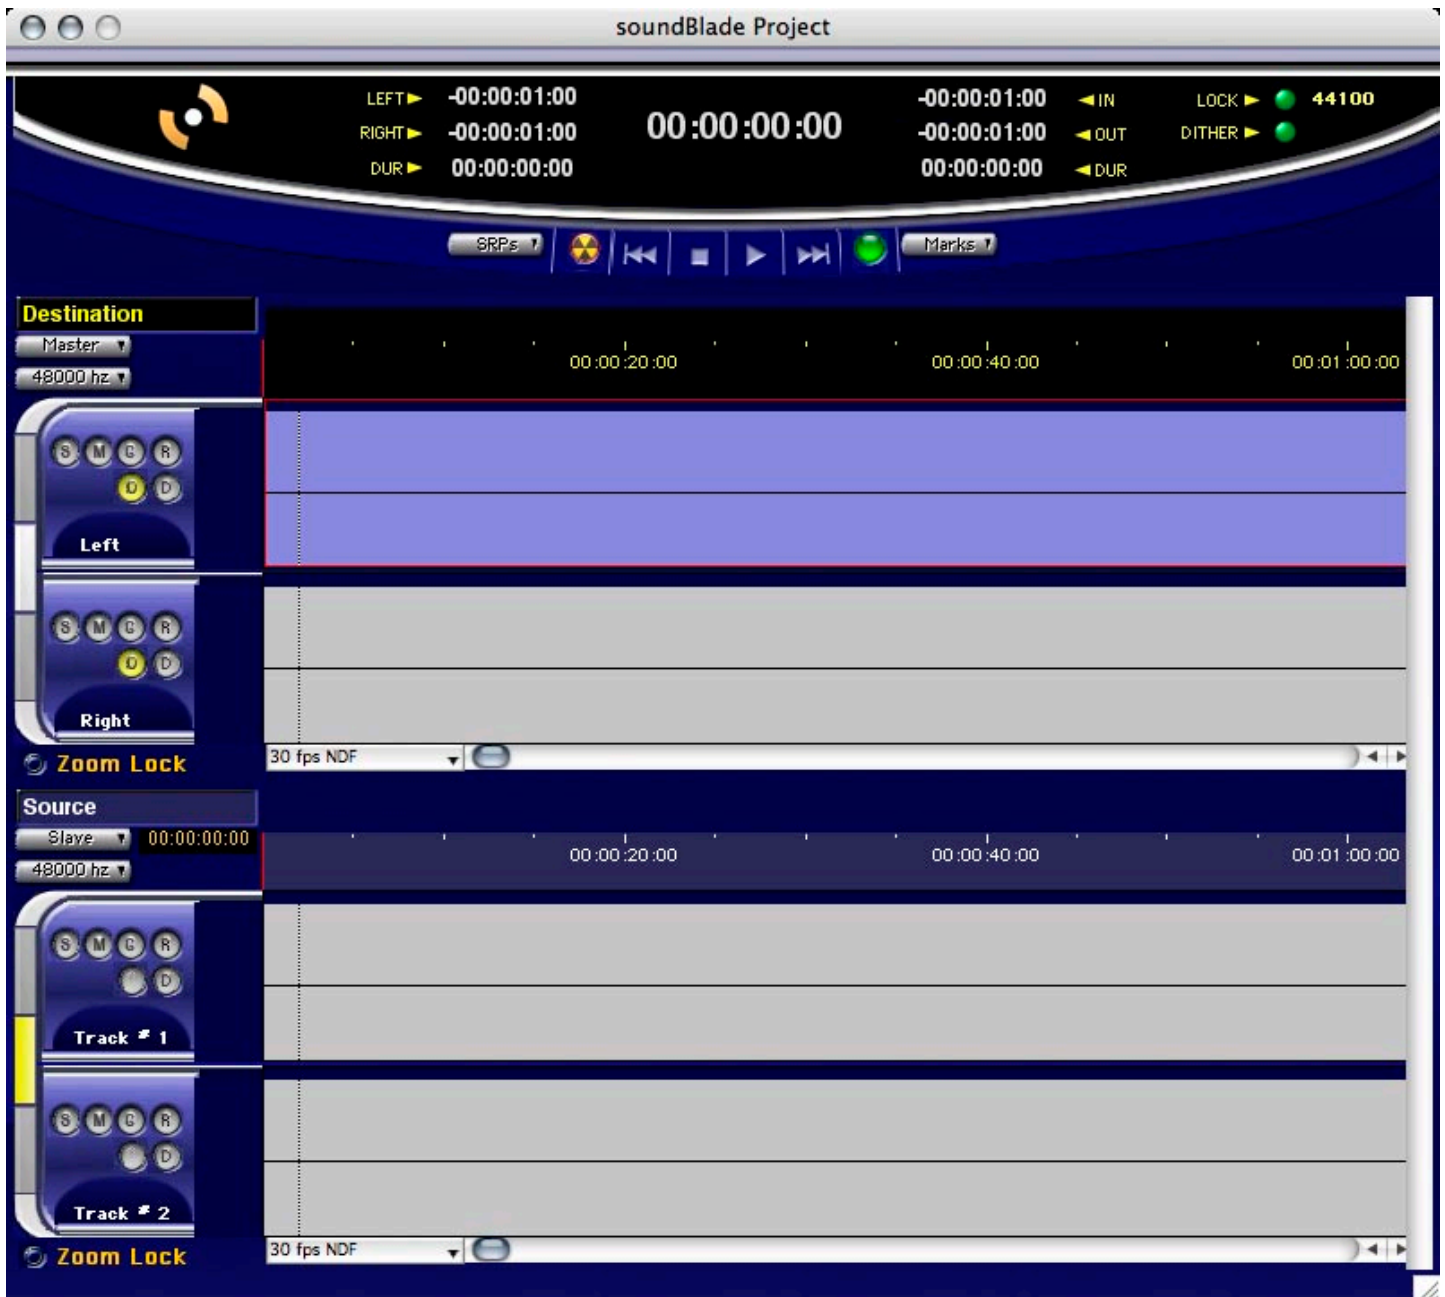 soundBlade Project
LEFT► -00:00:01:00
RIGHT► -00:00:01:00
DUR► 00:00:00:00
00:00:00:00
-00:00:01:00 ◄IN
-00:00:01:00 ◄OUT
00:00:00:00 ◄DUR
LOCK► 44100
DITHER►
SRPs
Marks
Destination
Master
48000 hz
00:00:20:00 00:00:40:00 00:01:00:00
S M G R
D
Left
S M G R
D
Right
Zoom Lock
30 fps NDF
Source
Slave 00:00:00:00
48000 hz
00:00:20:00 00:00:40:00 00:01:00:00
S M G R
D
Track # 1
S M G R
D
Track # 2
Zoom Lock
30 fps NDF